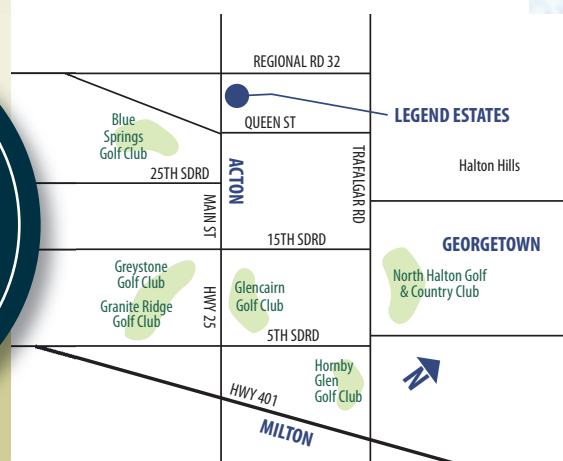 REGIONAL RD 32
LEGEND ESTATES
Blue
Springs
Golf Club
QUEEN ST
25TH SDRD
ACTON
TRAFALGAR RD
Halton Hills
MAIN ST
15TH SDRD
GEORGETOWN
Greystone
Golf Club
Granite Ridge
Golf Club
HWY 25
Glencairn
Golf Club
North Halton Golf
& Country Club
5TH SDRD
Hornby
Glen
Golf Club
N
HWY 401
MILTON